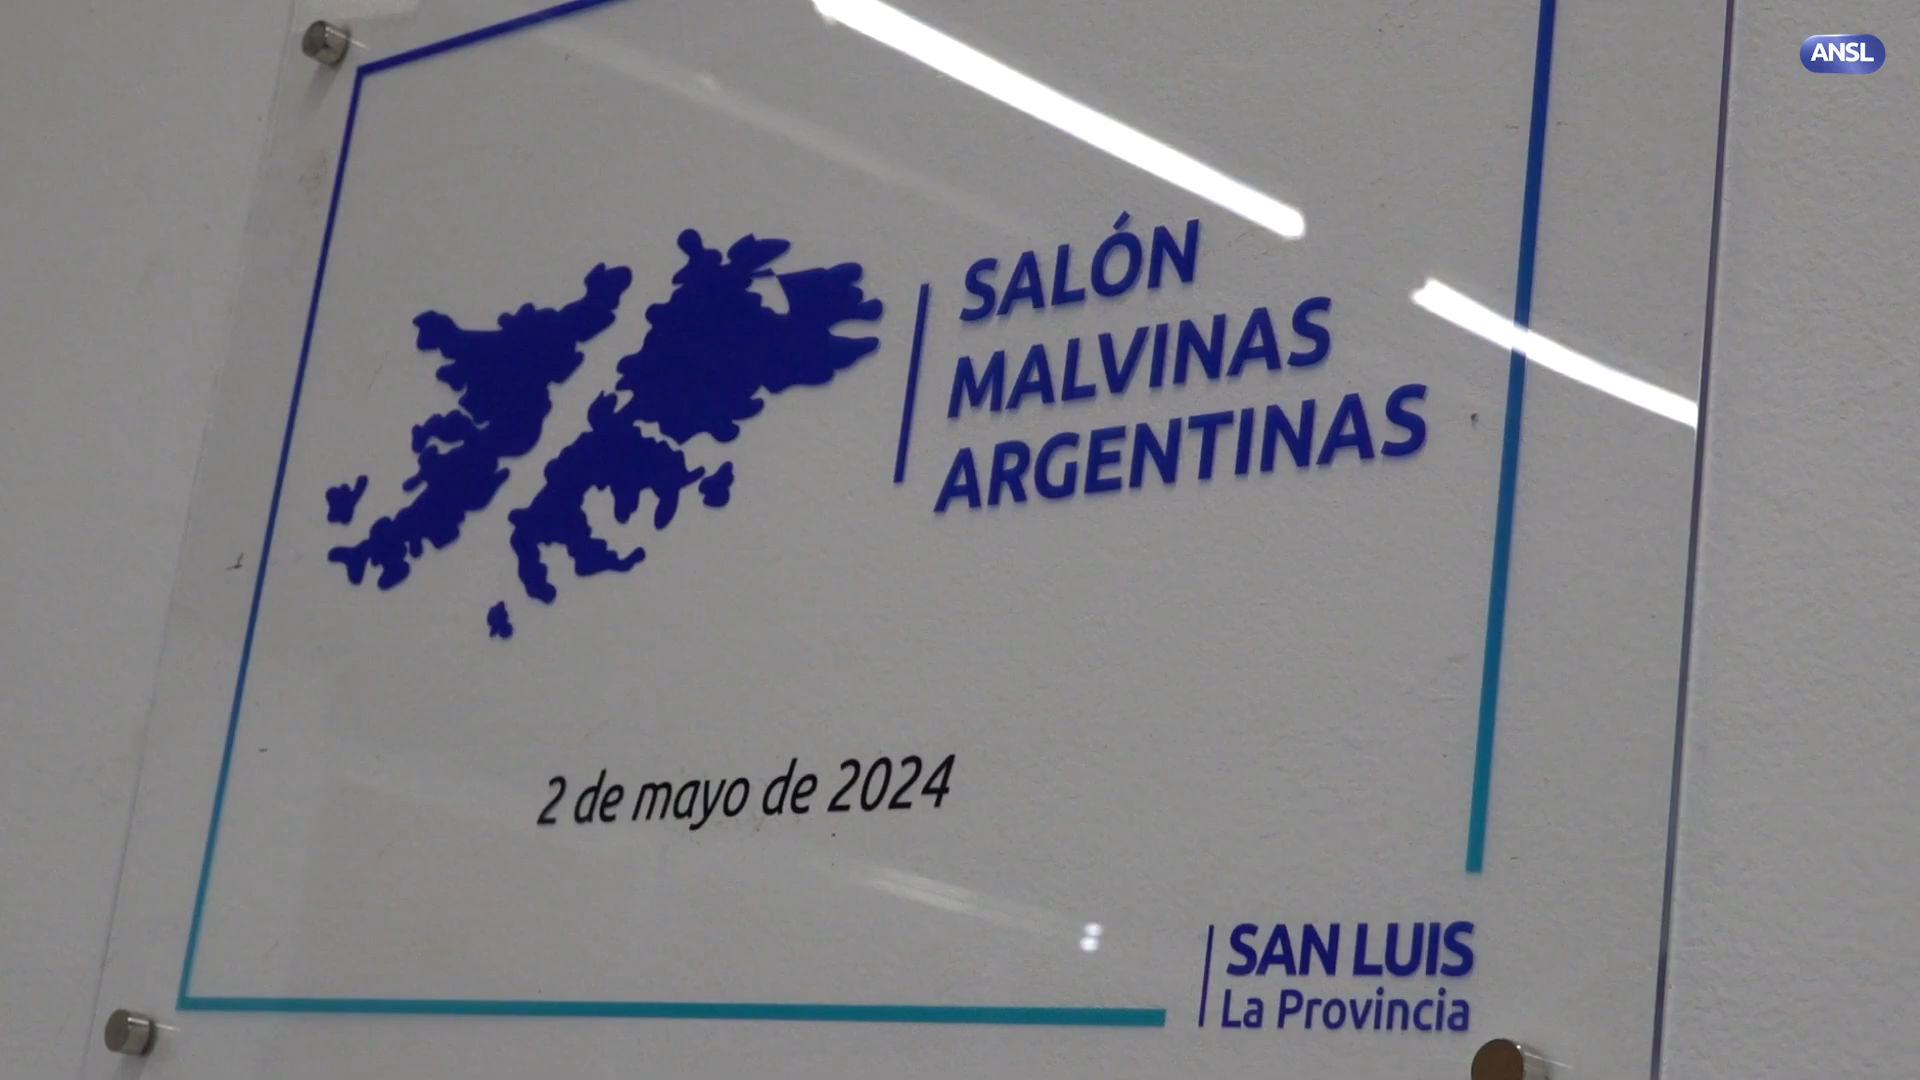 ANSL
SALÓN
MALVINAS
ARGENTINAS
2 de mayo de 2024
SAN LUIS
La Provincia